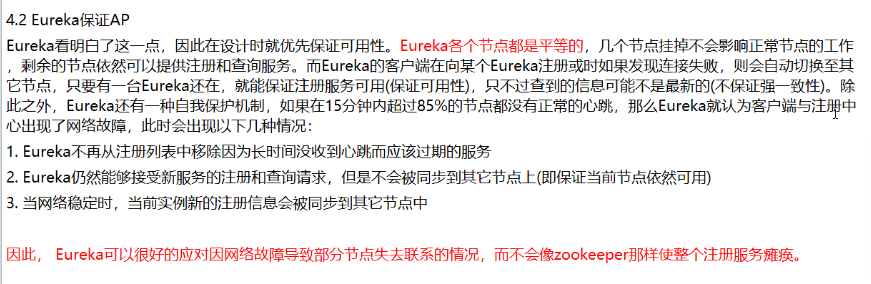 4.2 Eureka保证AP
Eureka看明白了这一点，因此在设计时就优先保证可用性。Eureka各个节点都是平等的，几个节点挂掉不会影响正常节点的工作
，剩余的节点依然可以提供注册和查询服务。而Eureka的客户端在向某个Eureka注册或时如果发现连接失败，则会自动切换至其
它节点，只要有一台Eureka还在，就能保证注册服务可用(保证可用性)，只不过查到的信息可能不是最新的(不保证强一致性)。除
此之外，Eureka还有一种自我保护机制，如果在15分钟内超过85%的节点都没有正常的心跳，那么Eureka就认为客户端与注册中
心出现了网络故障，此时会出现以下几种情况：
1. Eureka不再从注册列表中移除因为长时间没收到心跳而应该过期的服务
2. Eureka仍然能够接受新服务的注册和查询请求，但是不会被同步到其它节点上(即保证当前节点依然可用)
3. 当网络稳定时，当前实例新的注册信息会被同步到其它节点中
因此， Eureka可以很好的应对因网络故障导致部分节点失去联系的情况，而不会像zookeeper那样使整个注册服务瘫痪。